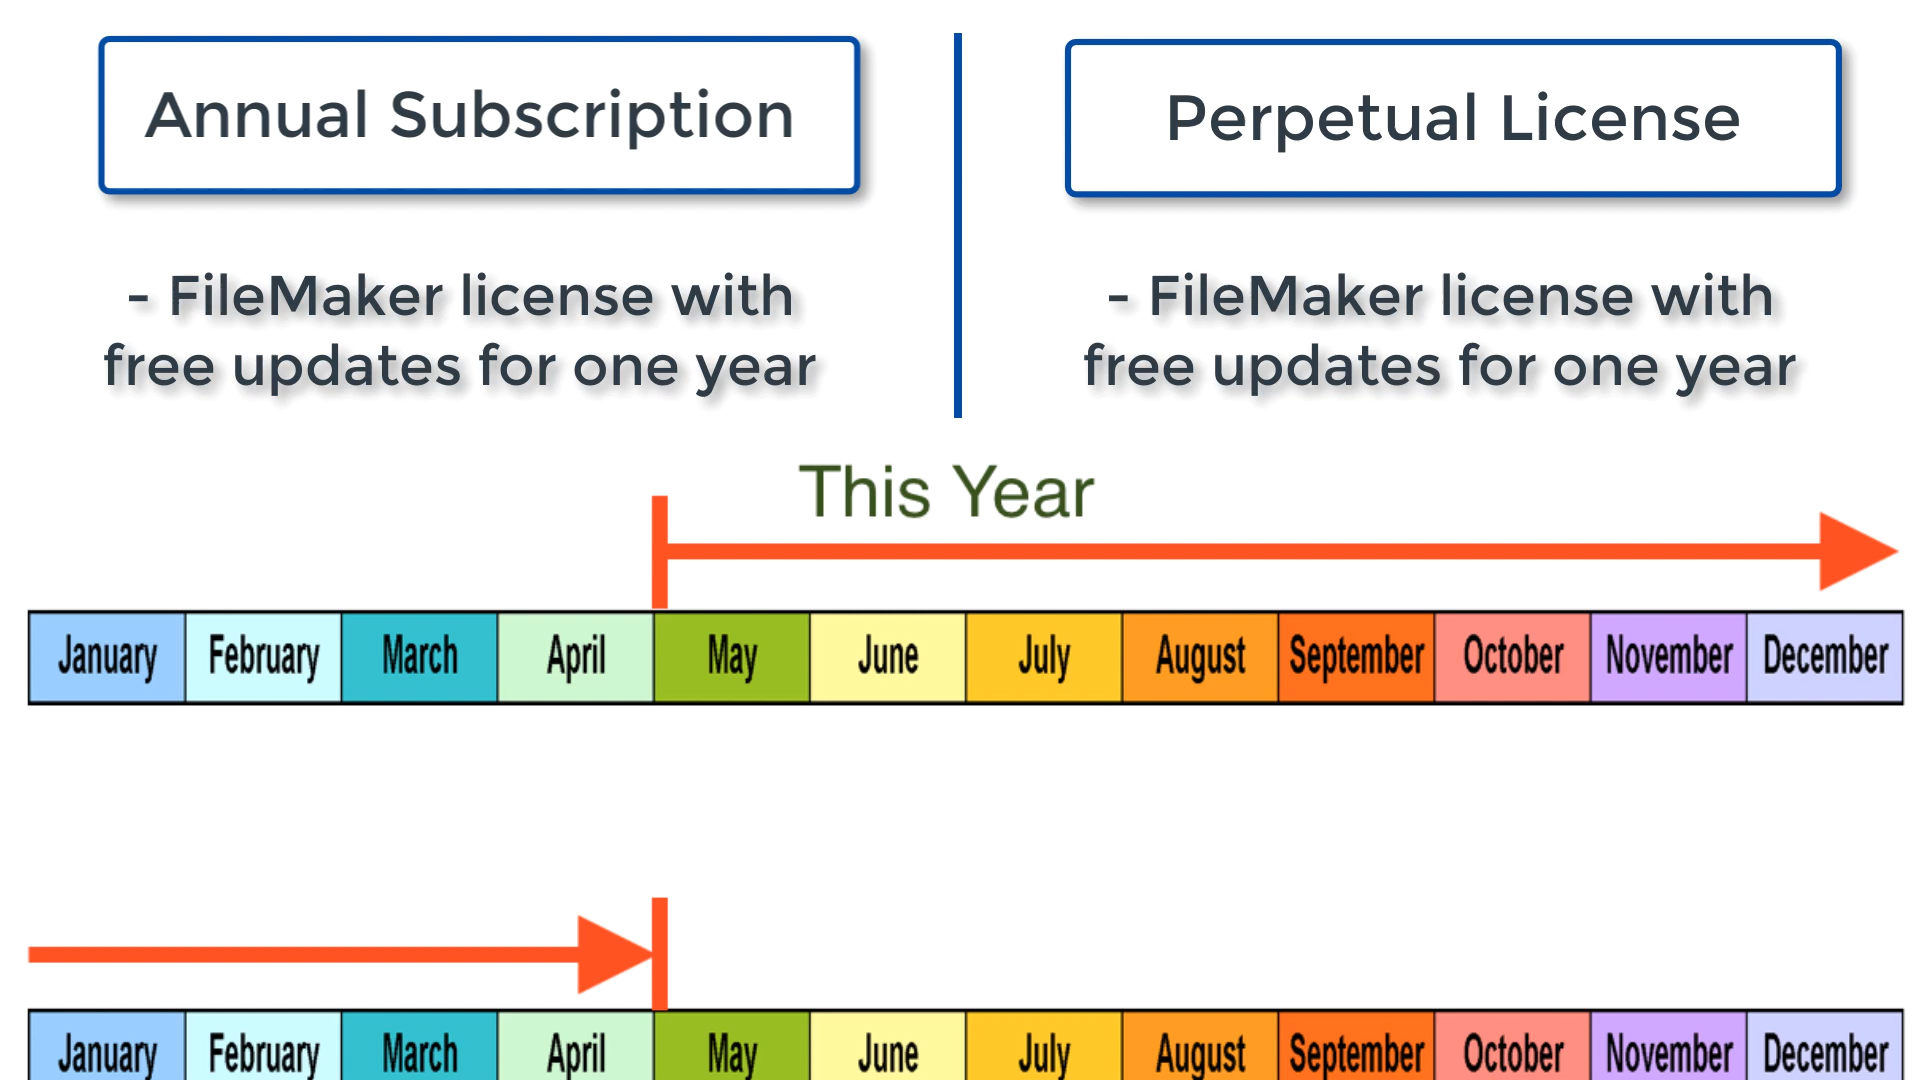 Annual Subscription
Perpetual License
- FileMaker license with
free updates for one year
- FileMaker license with
free updates for one year
This Year
January February March April May June July August September October November December
January February March April May June July August September October November December